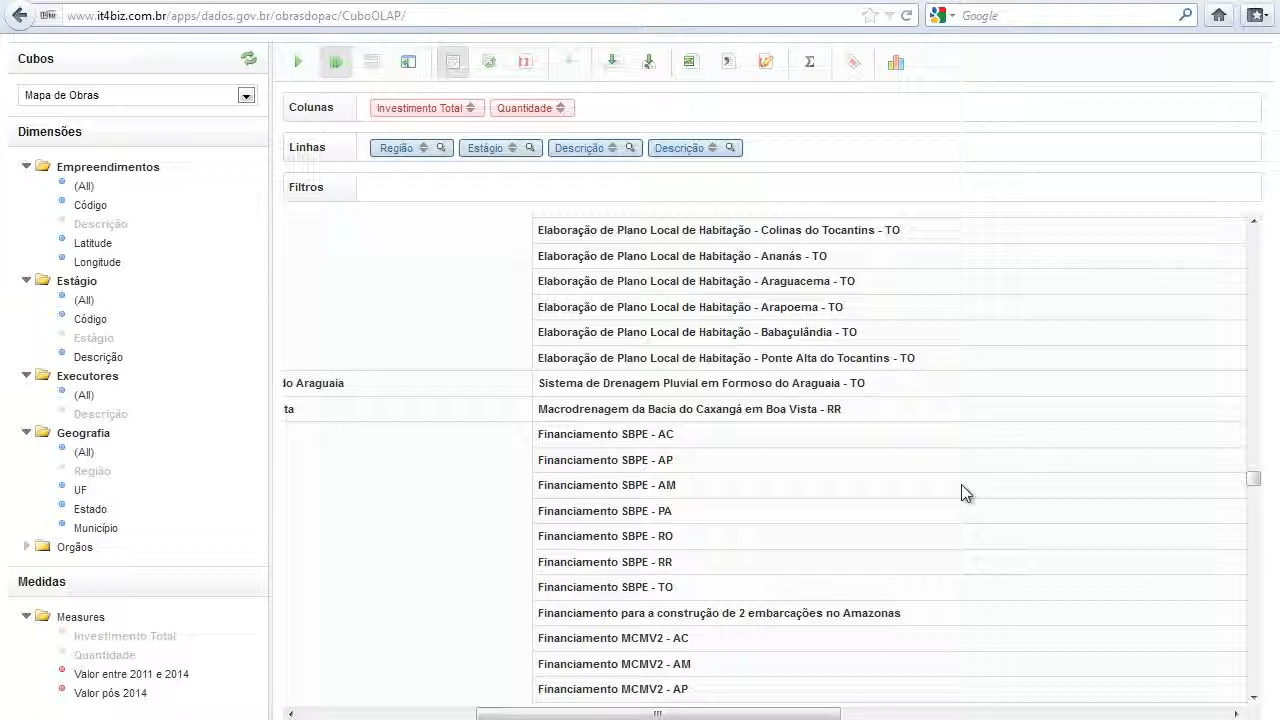 www.it4biz.com.br/apps/dados.gov.br/obrasdopac/CuboOLAP/
Google
Cubos
Mapa de Obras
Dimensões
Empreendimentos
(All)
Código
Descrição
Latitude
Longitude
Estágio
(All)
Código
Estágio
Descrição
Executores
(All)
Descrição
Geografia
(All)
Região
UF
Estado
Município
Orgãos
Medidas
Measures
Investimento Total
Quantidade
Valor entre 2011 e 2014
Valor pós 2014
Colunas Investimento Total Quantidade
Linhas Região Estágio Descrição Descrição
Filtros
Elaboração de Plano Local de Habitação - Colinas do Tocantins - TO
Elaboração de Plano Local de Habitação - Ananás - TO
Elaboração de Plano Local de Habitação - Araguacema - TO
Elaboração de Plano Local de Habitação - Arapoema - TO
Elaboração de Plano Local de Habitação - Babaçulândia - TO
Elaboração de Plano Local de Habitação - Ponte Alta do Tocantins - TO
do Araguaia Sistema de Drenagem Pluvial em Formoso do Araguaia - TO
ta Macrodrenagem da Bacia do Caxangá em Boa Vista - RR
Financiamento SBPE - AC
Financiamento SBPE - AP
Financiamento SBPE - AM
Financiamento SBPE - PA
Financiamento SBPE - RO
Financiamento SBPE - RR
Financiamento SBPE - TO
Financiamento para a construção de 2 embarcações no Amazonas
Financiamento MCMV2 - AC
Financiamento MCMV2 - AM
Financiamento MCMV2 - AP